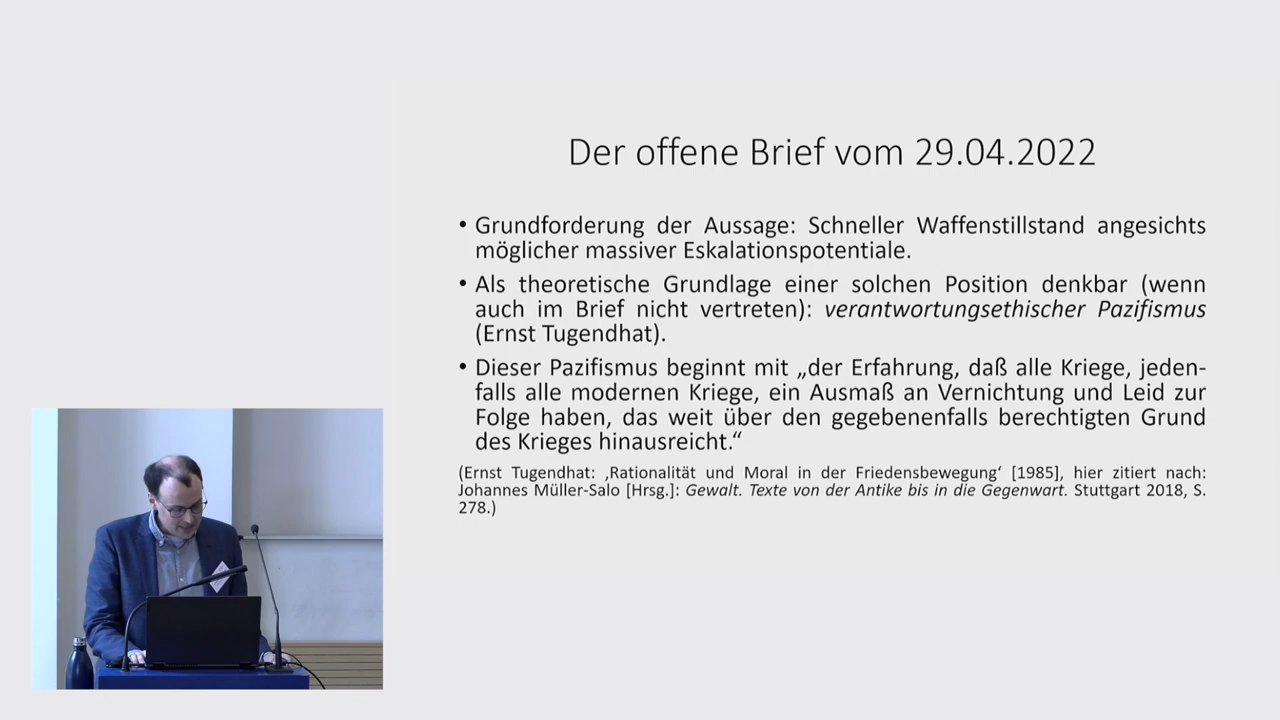 Der offene Brief vom 29.04.2022
• Grundforderung der Aussage: Schneller Waffenstillstand angesichts
möglicher massiver Eskalationspotentiale.
• Als theoretische Grundlage einer solchen Position denkbar (wenn
auch im Brief nicht vertreten): verantwortungsethischer Pazifismus
(Ernst Tugendhat).
• Dieser Pazifismus beginnt mit „der Erfahrung, daß alle Kriege, jeden-
falls alle modernen Kriege, ein Ausmaß an Vernichtung und Leid zur
Folge haben, das weit über den gegebenenfalls berechtigten Grund
des Krieges hinausreicht.“
(Ernst Tugendhat: ‚Rationalität und Moral in der Friedensbewegung‘ [1985], hier zitiert nach:
Johannes Müller-Salo [Hrsg.]: Gewalt. Texte von der Antike bis in die Gegenwart. Stuttgart 2018, S.
278.)